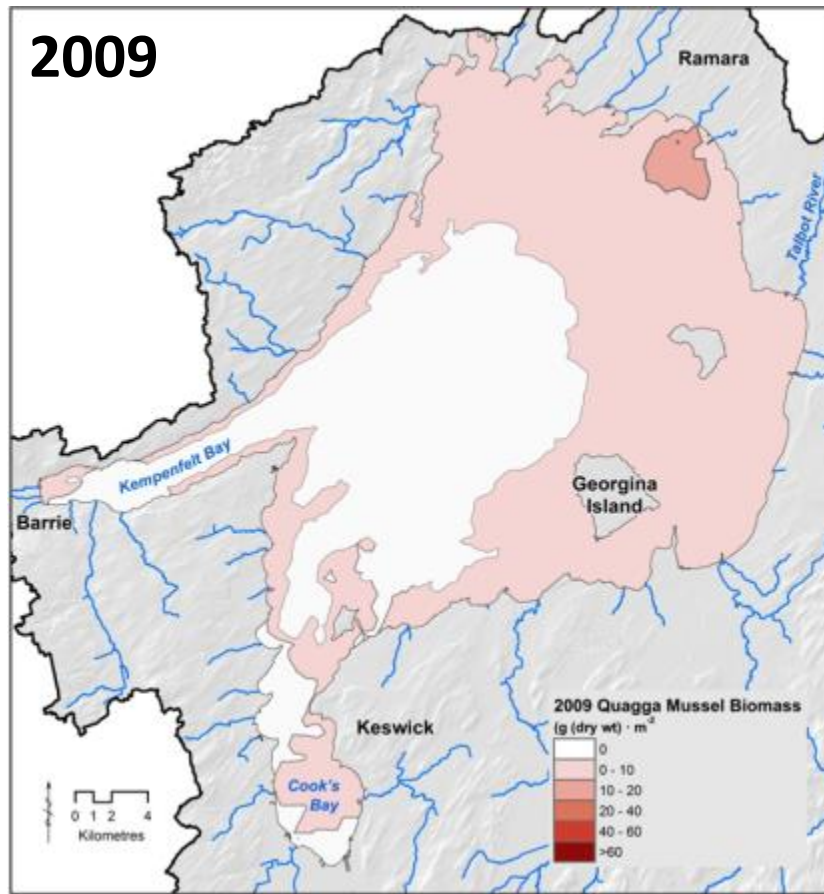 2009
Ramara
Talbot River
Kempenfelt Bay
Barrie
Georgina
Island
Keswick
Cook's
Bay
2009 Quagga Mussel Biomass
(g (dry wt) · m⁻²
0
0 - 10
10 - 20
20 - 40
40 - 60
>60
0 1 2 4
Kilometres